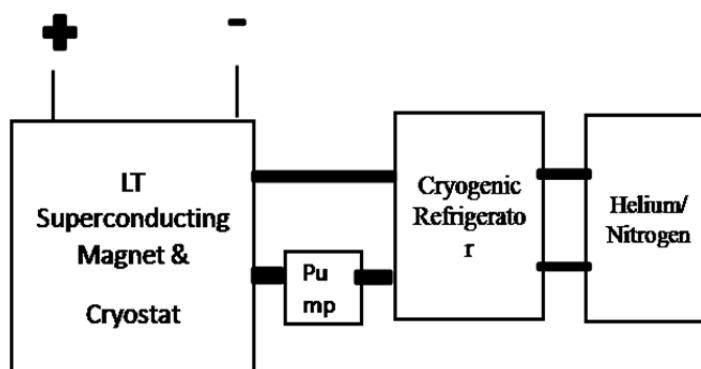 + -
LT
Superconducting
Magnet &
Cryostat
Pu
mp
Cryogenic
Refrigerato
r
Helium/
Nitrogen